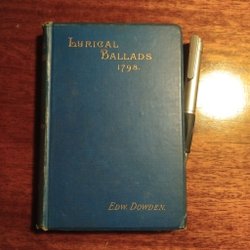 LYRICAL
BALLADS
1798.
EDW. DOWDEN.